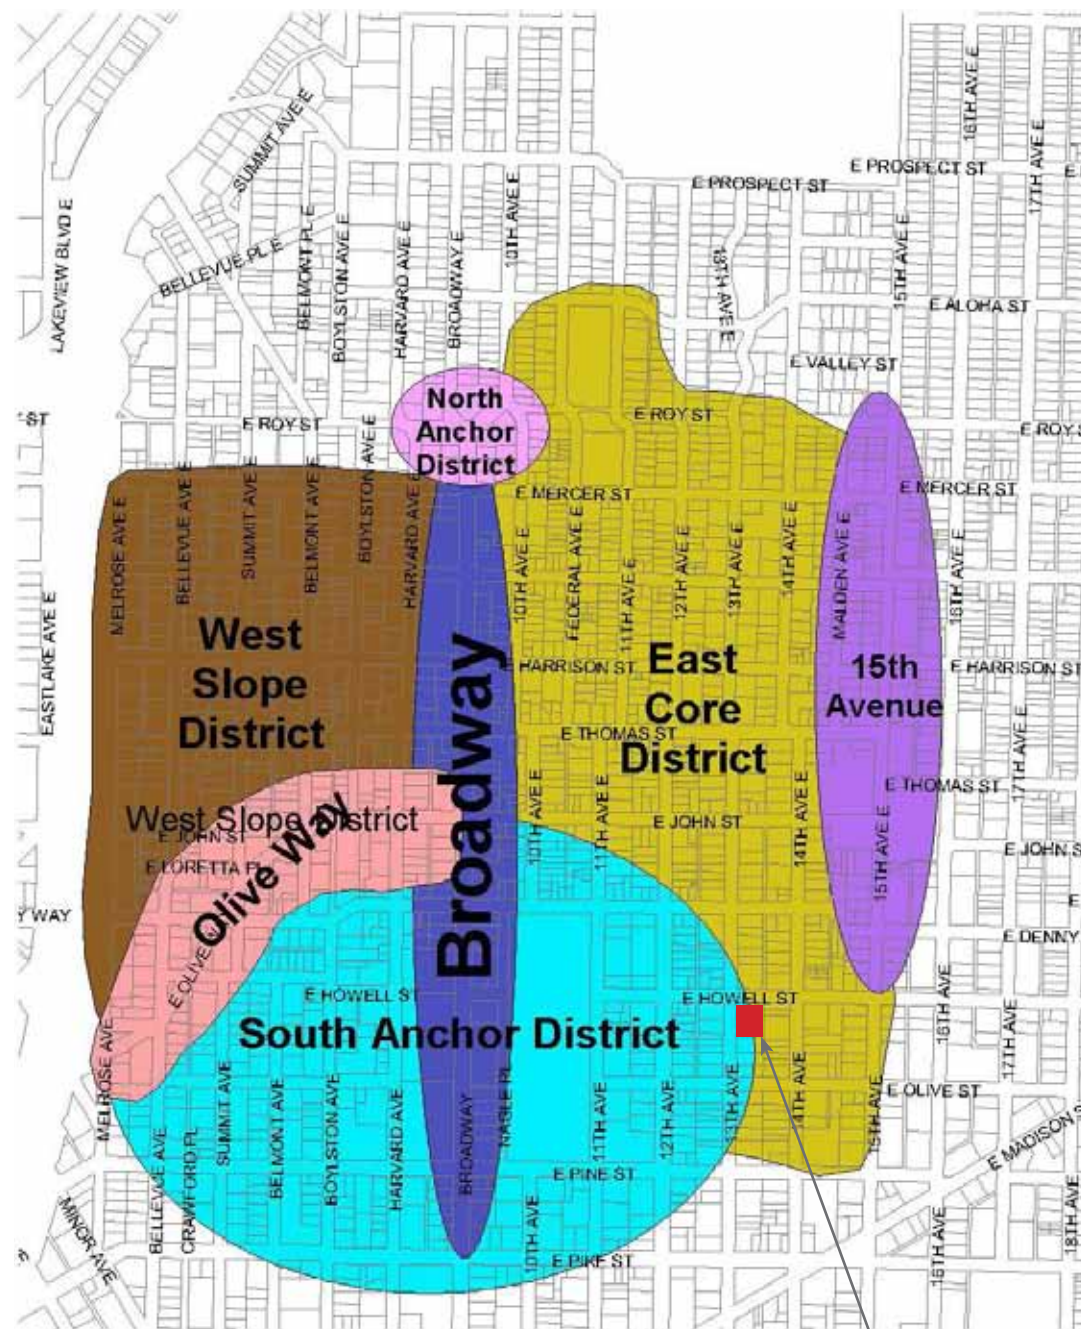 SUMMIT AVE E
16TH AVE E
E PROSPECT ST
E PROSPECT ST
17TH AVE E
LAKEVIEW BLVD E
BELLEVUE PL E
BELMONT PL E
BOYLSTON AVE E
HARVARD AVE E
BROADWAY E
10TH AVE E
13TH AVE E
15TH AVE E
E ALOHA ST
E VALLEY ST
North
Anchor
District
ST
E ROY ST
E ROY ST
E ROY
E MERCER ST
E MERCER ST
MELROSE AVE E
BELLEVUE AVE
SUMMIT AVE E
BELMONT AVE
BOYLSTON AVE E
HARVARD AVE E
10TH AVE E
FEDERAL AVE E
11TH AVE E
12TH AVE E
13TH AVE E
14TH AVE E
MALDEN AVE E
16TH AVE E
EASTLAKE AVE E
West
Slope
District
Broadway
E HARRISON ST
East
Core
District
15th
Avenue
E HARRISON ST
E THOMAS ST
E THOMAS ST
17TH AVE E
West Slope District
E JOHN ST
E LORETTA PL
Olive Way
E OLIVE
10TH AVE E
11TH AVE E
E JOHN ST
14TH AVE E
15TH AVE E
E JOHN S
Y WAY
E DENNY
E HOWELL ST
E HOWELL ST
South Anchor District
16TH AVE
17TH AVE
MELROSE AVE
BELLEVUE AVE
CRAWFORD PL
SUMMIT AVE
BELMONT AVE
BOYLSTON AVE
HARVARD AVE
BROADWAY
NAGLE PL
10TH AVE
11TH AVE
12TH AVE
13TH AVE
14TH AVE
15TH AVE
E OLIVE ST
E MADISON S
E PINE ST
E PIKE ST
MINOR AVE
16TH AVE
18TH AVE